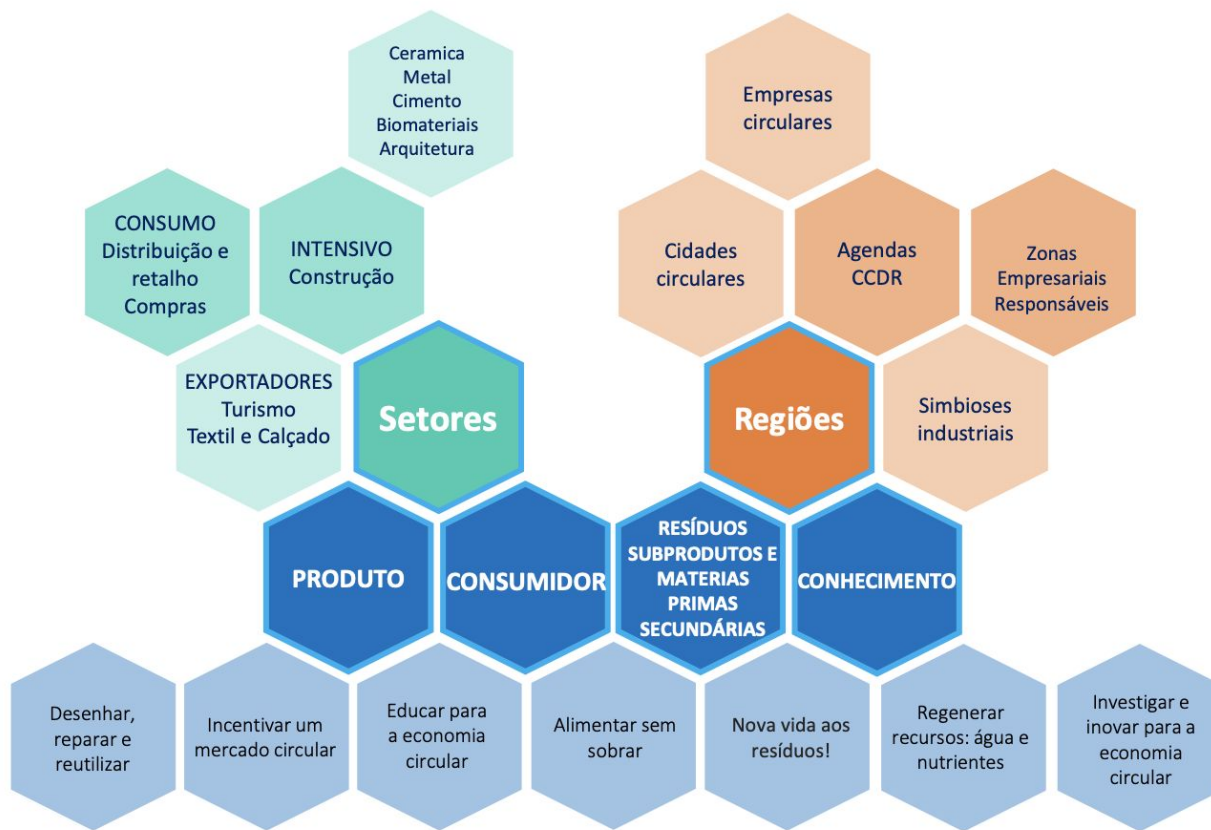 Ceramica
Metal
Cimento
Biomateriais
Arquitetura
Empresas
circulares
CONSUMO
Distribuição e
retalho
Compras
INTENSIVO
Construção
Cidades
circulares
Agendas
CCDR
Zonas
Empresariais
Responsáveis
EXPORTADORES
Turismo
Textil e Calçado
Setores
Regiões
Simbioses
industriais
PRODUTO
CONSUMIDOR
RESÍDUOS
SUBPRODUTOS E
MATERIAS
PRIMAS
SECUNDÁRIAS
CONHECIMENTO
Desenhar,
reparar e
reutilizar
Incentivar um
mercado circular
Educar para
a economia
circular
Alimentar sem
sobrar
Nova vida aos
resíduos!
Regenerar
recursos: água e
nutrientes
Investigar e
inovar para a
economia
circular